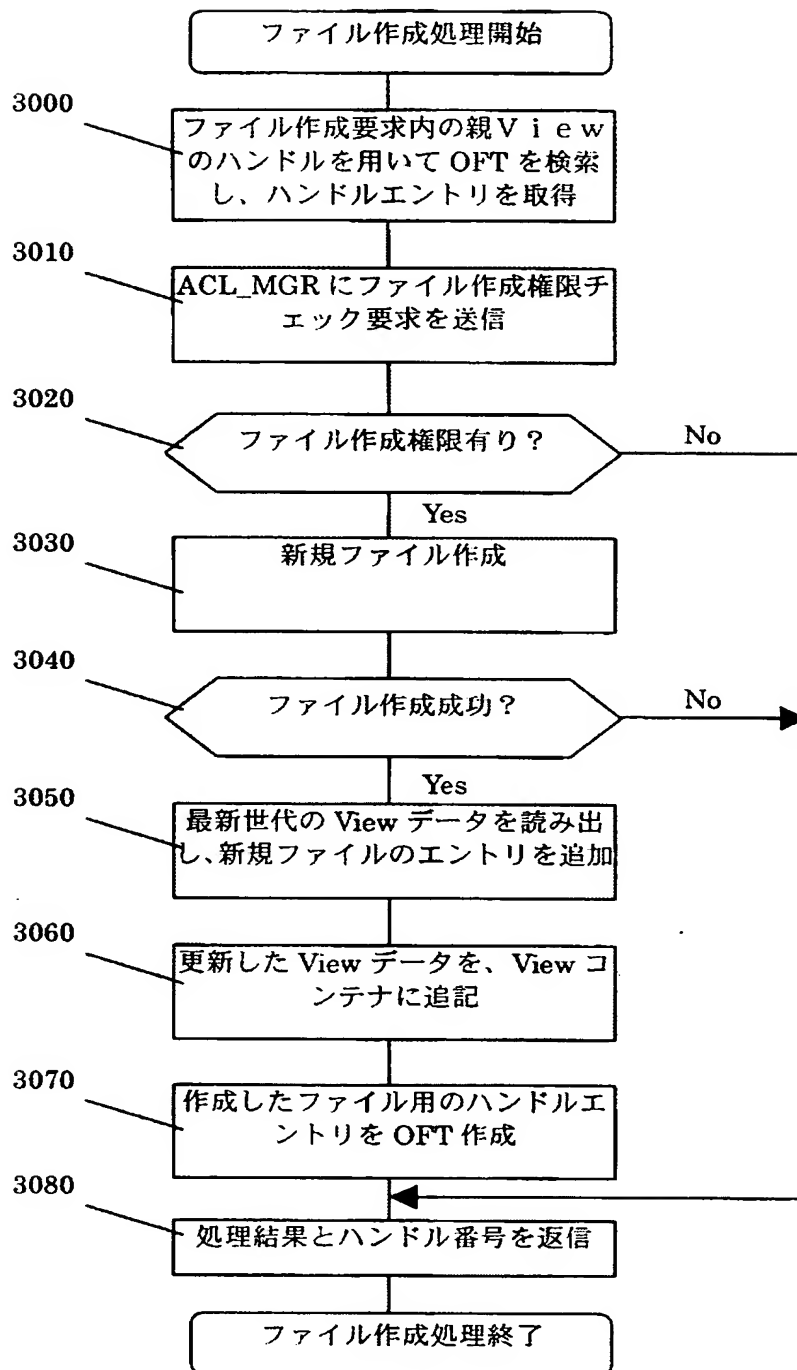 ファイル作成処理開始
3000
ファイル作成要求内の親View
のハンドルを用いてOFTを検索
し、ハンドルエントリを取得
3010
ACL_MGRにファイル作成権限チ
ェック要求を送信
3020
ファイル作成権限有り?
No
Yes
3030
新規ファイル作成
3040
ファイル作成成功?
No
Yes
3050
最新世代のViewデータを読み出
し、新規ファイルのエントリを追加
3060
更新したViewデータを、Viewコ
ンテナに追記
3070
作成したファイル用のハンドルエ
ントリをOFT作成
3080
処理結果とハンドル番号を返信
ファイル作成処理終了